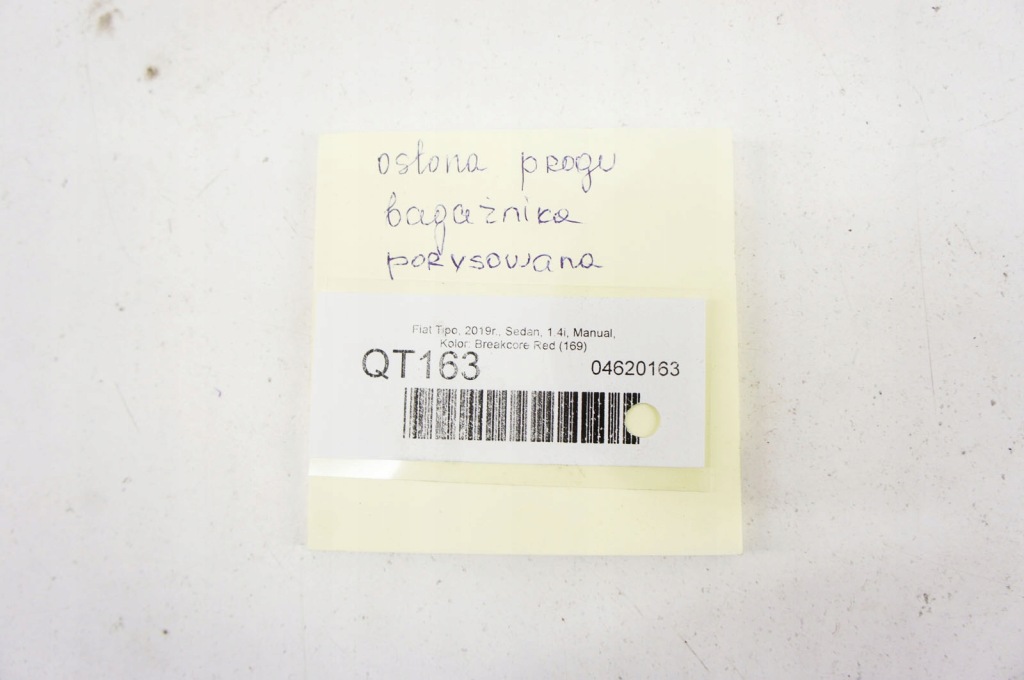 osłona progu
bagażnika
porysowana
Fiat Tipo, 2019r., Sedan, 1.4i, Manual,
Kolor: Breakcore Red (169)
QT163 04620163